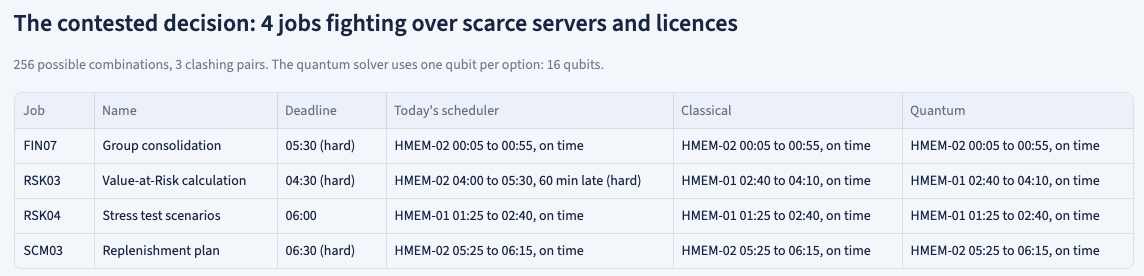 The contested decision: 4 jobs fighting over scarce servers and licences
256 possible combinations, 3 clashing pairs. The quantum solver uses one qubit per option: 16 qubits.
Job Name Deadline Today's scheduler Classical Quantum
FIN07 Group consolidation 05:30 (hard) HMEM-02 00:05 to 00:55, on time HMEM-02 00:05 to 00:55, on time HMEM-02 00:05 to 00:55, on time
RSK03 Value-at-Risk calculation 04:30 (hard) HMEM-02 04:00 to 05:30, 60 min late (hard) HMEM-01 02:40 to 04:10, on time HMEM-01 02:40 to 04:10, on time
RSK04 Stress test scenarios 06:00 HMEM-01 01:25 to 02:40, on time HMEM-01 01:25 to 02:40, on time HMEM-01 01:25 to 02:40, on time
SCM03 Replenishment plan 06:30 (hard) HMEM-02 05:25 to 06:15, on time HMEM-02 05:25 to 06:15, on time HMEM-02 05:25 to 06:15, on time